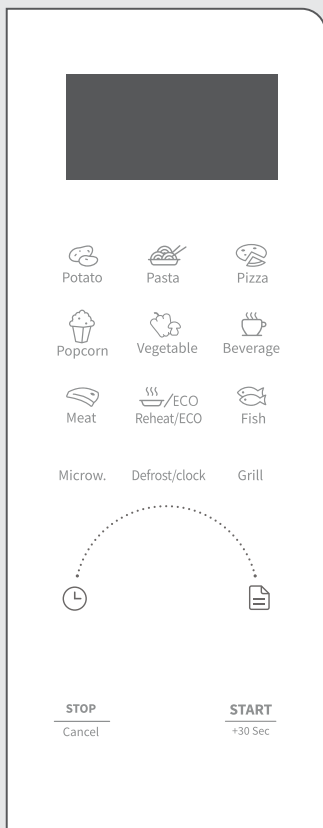 Potato Pasta Pizza
Popcorn Vegetable Beverage
/ECO
Meat Reheat/ECO Fish
Microw. Defrost/clock Grill
STOP START
Cancel +30 Sec